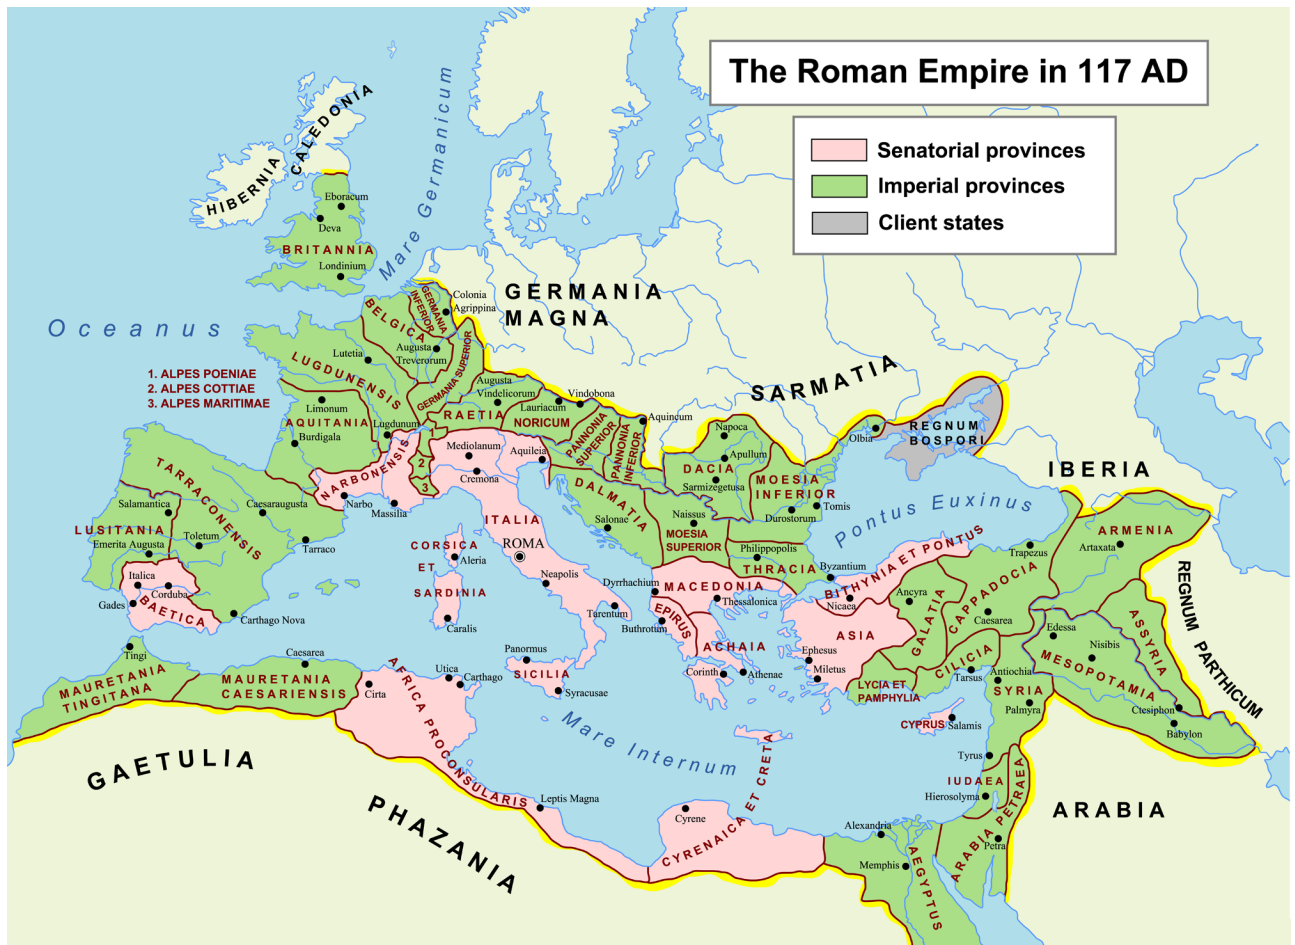 The Roman Empire in 117 AD
Senatorial provinces
Imperial provinces
Client states
CALEDONIA
HIBERNIA
Mare Germanicum
Eboracum
Deva
BRITANNIA
Londinium
Oceanus
GERMANIA
MAGNA
SARMATIA
1. ALPES POENIAE
2. ALPES COTTIAE
3. ALPES MARITIMAE
GERMANIA
INFERIOR
Colonia
Agrippina
BELGICA
Augusta
Treverorum
Lutetia
LUGDUNENSIS
GERMANIA SUPERIOR
Limonum
AQUITANIA
Burdigala
Lugdunum
NARBONENSIS
Narbo
Massilia
1
2
3
Augusta
Vindelicorum
RAETIA
Lauriacum
NORICUM
Vindobona
PANNONIA
SUPERIOR
PANNONIA
INFERIOR
Aquincum
Napoca
Apullum
DACIA
Sarmizegetusa
MOESIA
INFERIOR
Tomis
Durostorum
Olbia
REGNUM
BOSPORI
IBERIA
Pontus Euxinus
TARRACONENSIS
Salamantica
Caesaraugusta
LUSITANIA
Toletum
Emerita Augusta
Tarraco
Italica
Corduba
BAETICA
Gades
Carthago Nova
Mediolanum
Cremona
Aquileia
ITALIA
ROMA
Neapolis
Tarentum
CORSICA
ET
SARDINIA
Aleria
Caralis
Panormus
SICILIA
Syracusae
DALMATIA
Salonae
Naissus
MOESIA
SUPERIOR
Philippopolis
THRACIA
Byzantium
Dyrrhachium
MACEDONIA
Thessalonica
EPIRUS
Buthrotum
ACHAIA
Corinth
Athenae
BITHYNIA ET PONTUS
Nicaea
ASIA
Ephesus
Miletus
LYCIA ET
PAMPHYLIA
Ancyra
GALATIA
CAPPADOCIA
Caesarea
Trapezus
CILICIA
Tarsus
ARMENIA
Artaxata
ASSYRIA
Edessa
Nisibis
MESOPOTAMIA
Ctesiphon
Babylon
REGNUM PARTHICUM
Antiochia
SYRIA
Palmyra
CYPRUS
Salamis
Tyrus
IUDAEA
Hierosolyma
ARABIA PETRAEA
Petra
ARABIA
Tingi
MAURETANIA
TINGITANA
Caesarea
MAURETANIA
CAESARIENSIS
Cirta
Utica
Carthago
AFRICA PROCONSULARIS
Leptis Magna
Mare Internum
GAETULIA
PHAZANIA
Cyrene
CYRENAICA ET CRETA
Alexandria
Memphis
AEGYPTUS